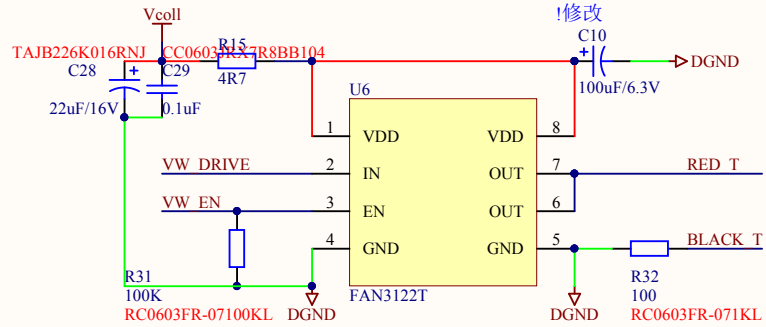 Vcoll
!修改
TAJB226K016RNJ
CC0603JRX7R8BB104
R15
C10
C28
C29
4R7
DGND
22uF/16V
0.1uF
100uF/6.3V
U6
1
VDD
VDD
8
VW_DRIVE
2
IN
OUT
7
RED_T
VW_EN
3
EN
OUT
6
4
GND
GND
5
BLACK_T
R31
R32
100K
FAN3122T
100
RC0603FR-07100KL
DGND
DGND
RC0603FR-071KL